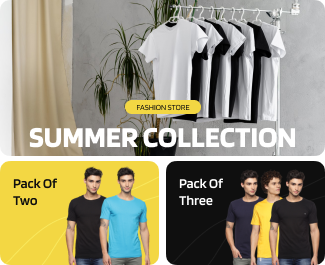 FASHION STORE
SUMMER COLLECTION
Pack Of
Two
Pack Of
Three